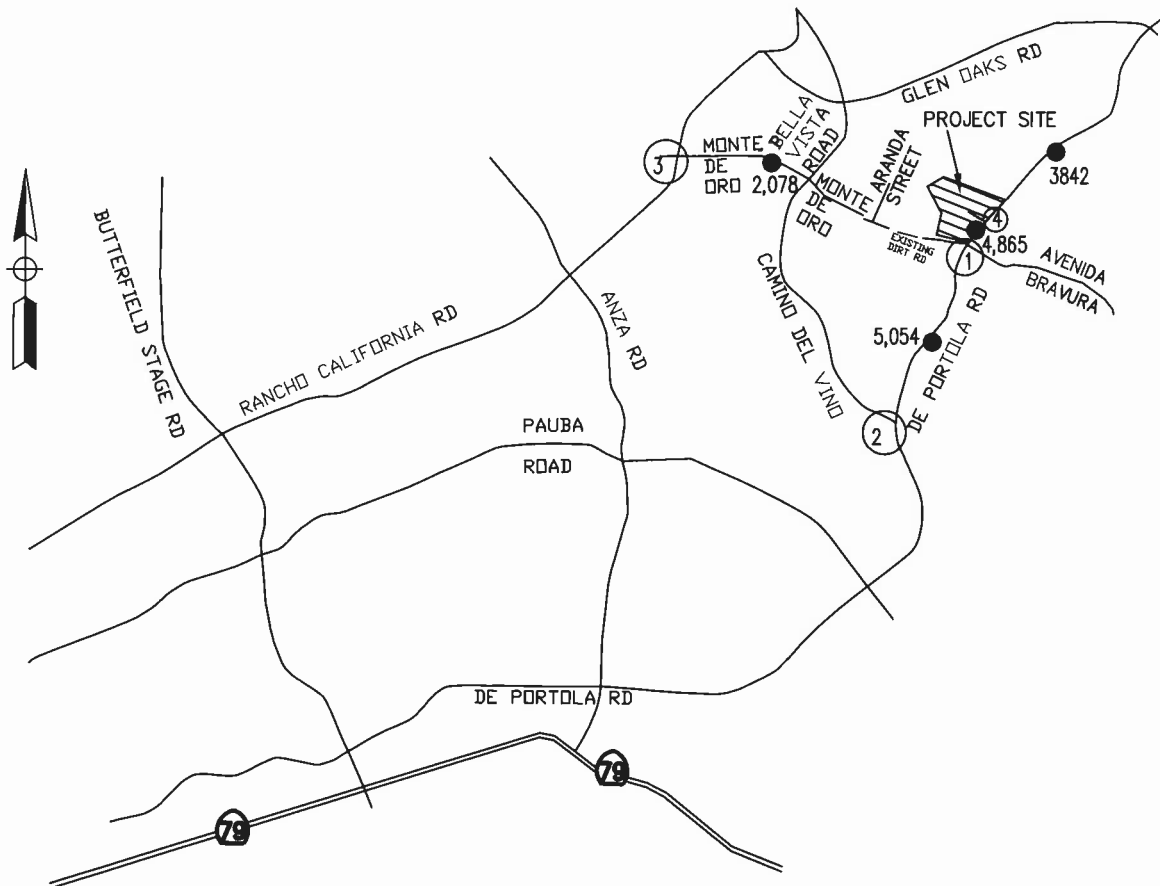 GLEN OAKS RD
PROJECT SITE
BELLA
VISTA
ROAD
MONTE
DE
ORO
2,078
3
ARANDA
STREET
MONTE
DE
ORO
3842
4
4,865
EXISTING
DIRT RD
1
AVENIDA
BRAVURA
BUTTERFIELD STAGE RD
RANCHO CALIFORNIA RD
ANZA RD
CAMINO DEL VINO
5,054
DE PORTOLA RD
2
PAUBA
ROAD
DE PORTOLA RD
79
79